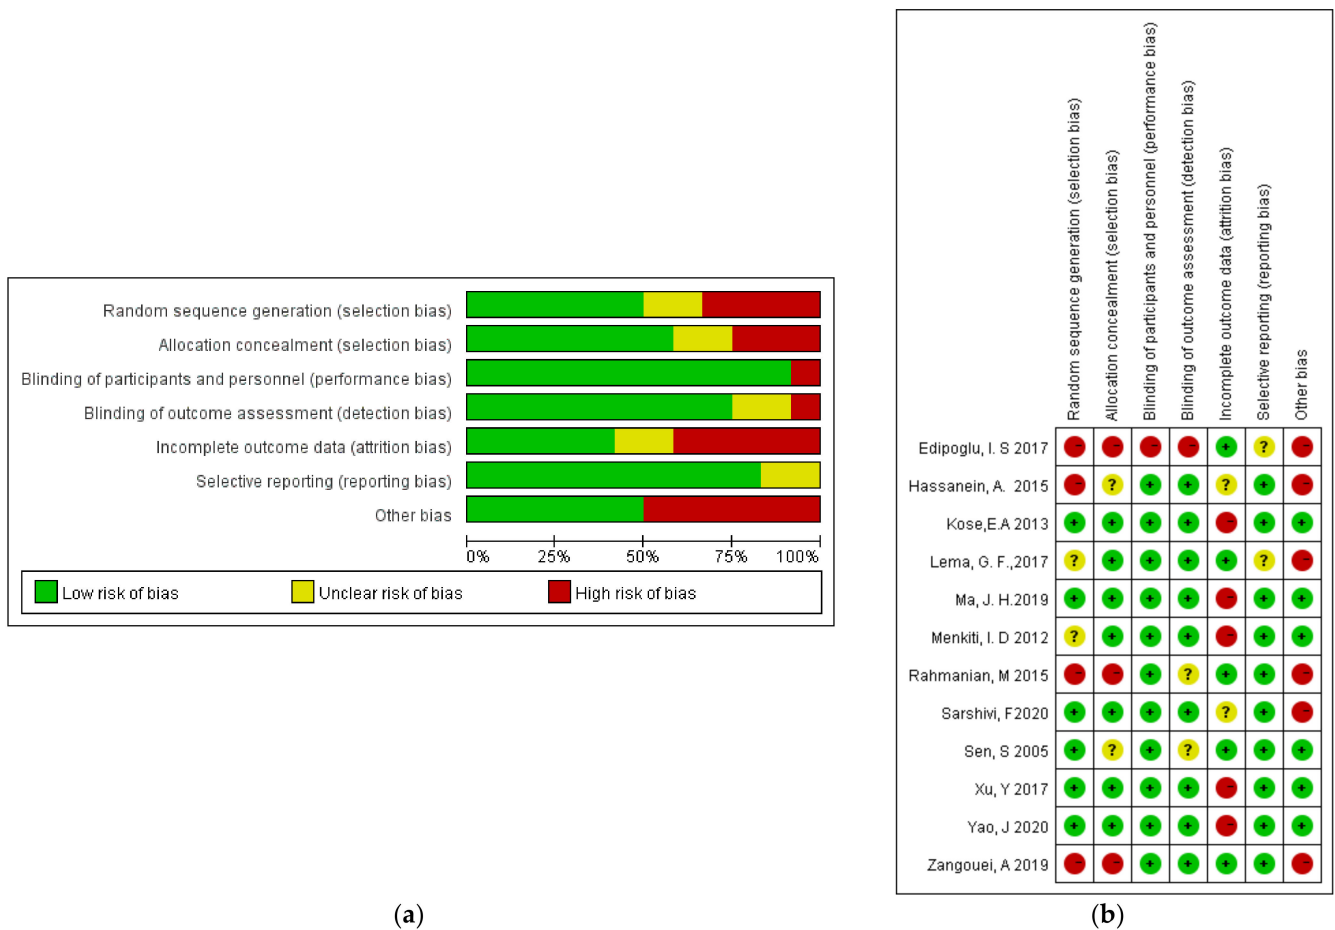 Random sequence generation (selection bias)
Allocation concealment (selection bias)
Blinding of participants and personnel (performance bias)
Blinding of outcome assessment (detection bias)
Incomplete outcome data (attrition bias)
Selective reporting (reporting bias)
Other bias
0% 25% 50% 75% 100%
Low risk of bias Unclear risk of bias High risk of bias
(a)
Random sequence generation (selection bias)
Allocation concealment (selection bias)
Blinding of participants and personnel (performance bias)
Blinding of outcome assessment (detection bias)
Incomplete outcome data (attrition bias)
Selective reporting (reporting bias)
Other bias
Edipoglu, I. S 2017 - - - - + ? -
Hassanein, A. 2015 - ? + + ? + -
Kose,E.A 2013 + + + + - + +
Lema, G. F.,2017 ? + + + + ? -
Ma, J. H.2019 + + + + - + +
Menkiti, I. D 2012 ? + + + - + +
Rahmanian, M 2015 - - + ? + + -
Sarshivi, F2020 + + + + ? + -
Sen, S 2005 + ? + ? + + +
Xu, Y 2017 + + + + - + +
Yao, J 2020 + + + + - + +
Zangouei, A 2019 - - + + + + -
(b)